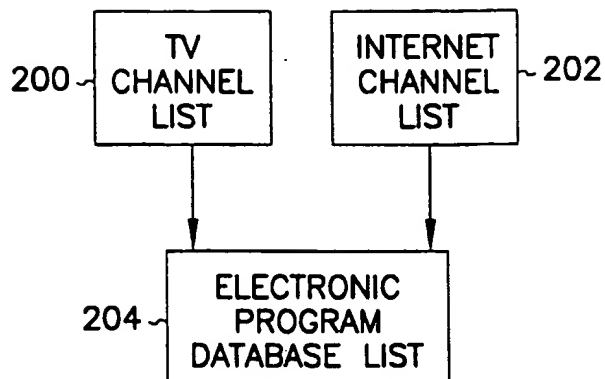 TV
CHANNEL
LIST
200
INTERNET
CHANNEL
LIST
202
ELECTRONIC
PROGRAM
DATABASE LIST
204